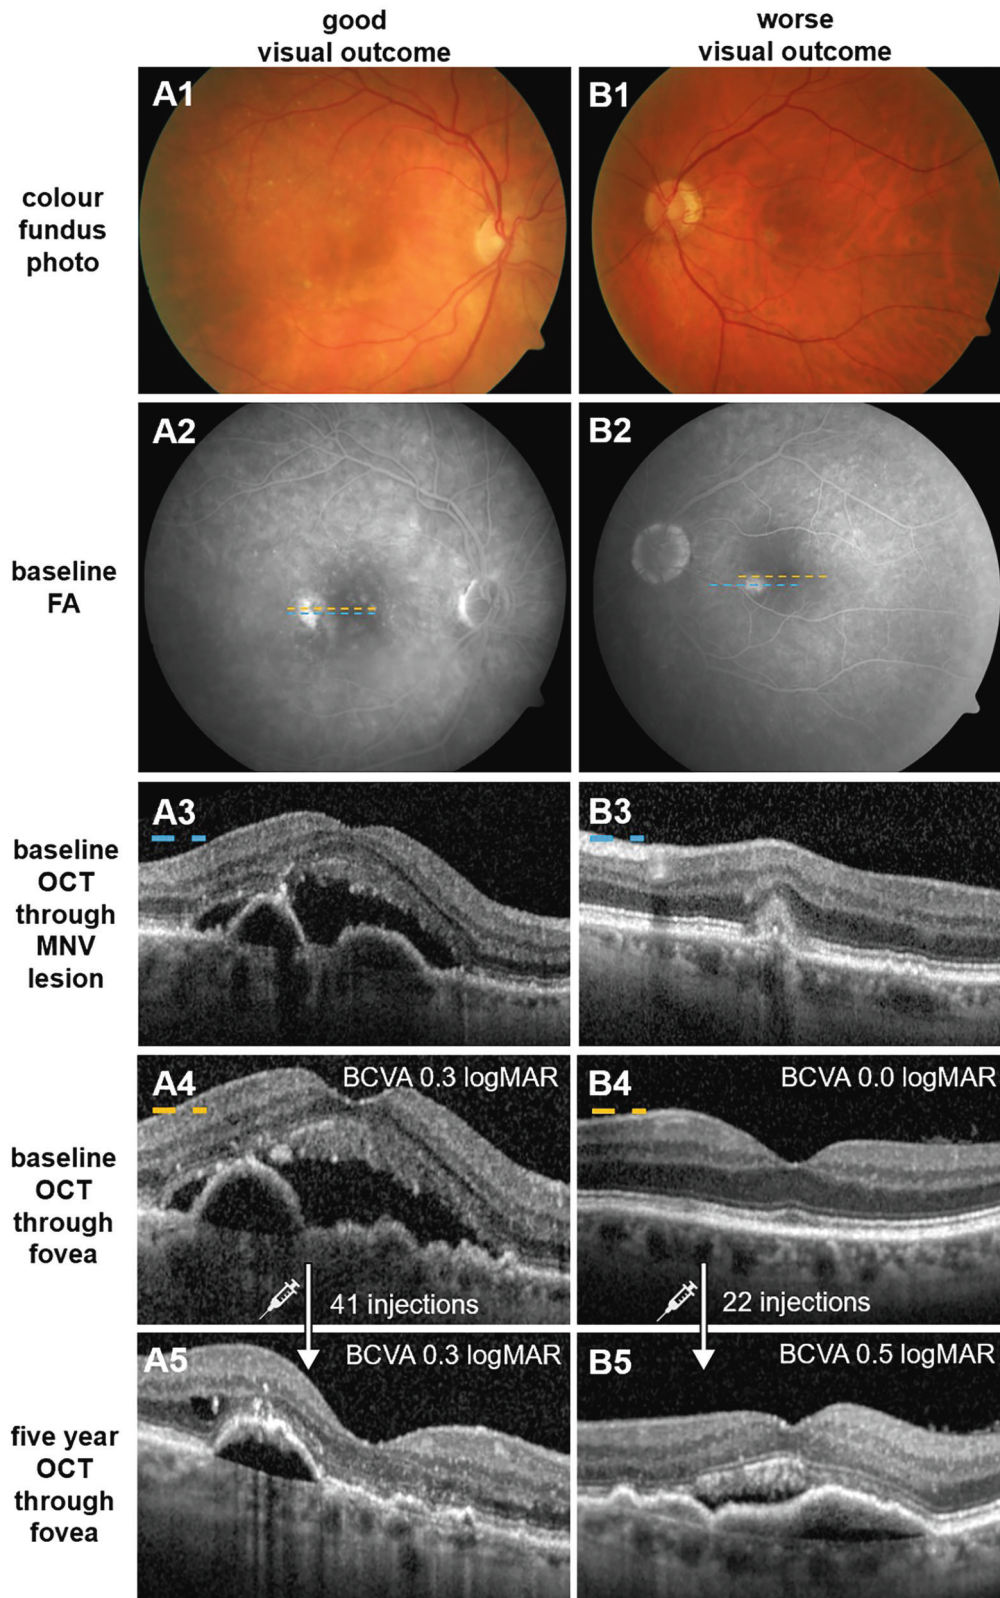 good
visual outcome
worse
visual outcome
colour
fundus
photo
A1
B1
baseline
FA
A2
B2
baseline
OCT
through
MNV
lesion
A3
B3
baseline
OCT
through
fovea
A4
BCVA 0.3 logMAR
B4
BCVA 0.0 logMAR
41 injections
22 injections
five year
OCT
through
fovea
A5
BCVA 0.3 logMAR
B5
BCVA 0.5 logMAR